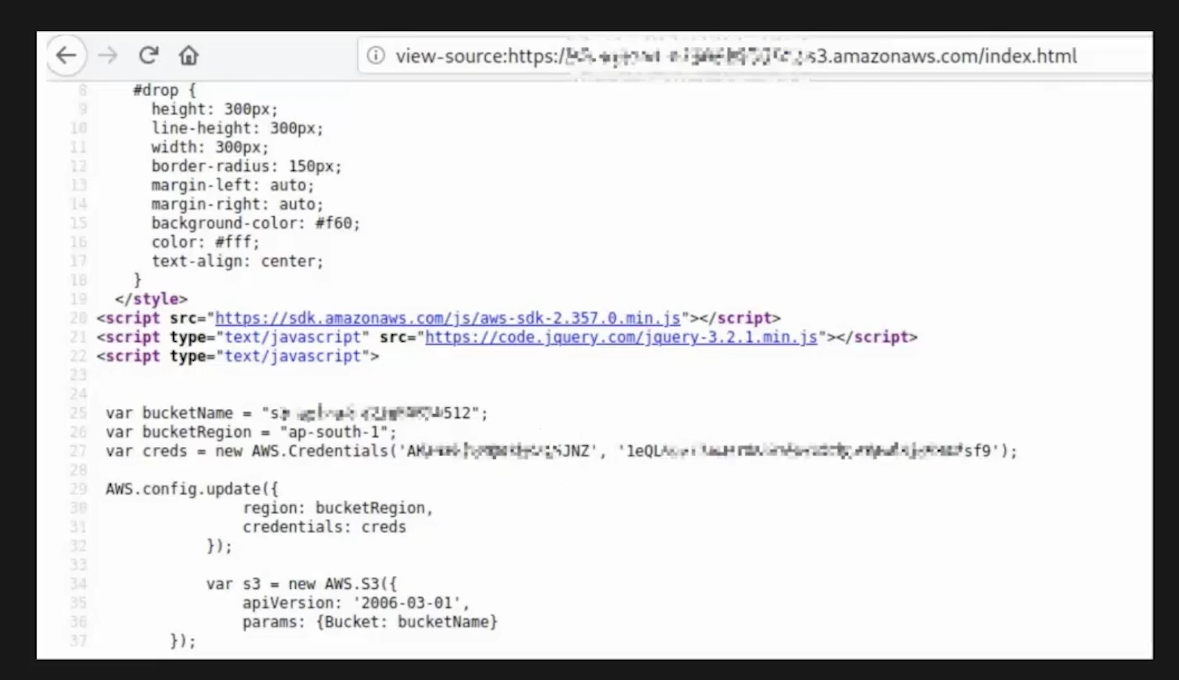 view-source:https:/ s3.amazonaws.com/index.html
8 #drop {
9 height: 300px;
10 line-height: 300px;
11 width: 300px;
12 border-radius: 150px;
13 margin-left: auto;
14 margin-right: auto;
15 background-color: #f60;
16 color: #fff;
17 text-align: center;
18 }
19 </style>
20 <script src="https://sdk.amazonaws.com/js/aws-sdk-2.357.0.min.js"></script>
21 <script type="text/javascript" src="https://code.jquery.com/jquery-3.2.1.min.js"></script>
22 <script type="text/javascript">
23
24
25 var bucketName = "s 512";
26 var bucketRegion = "ap-south-1";
27 var creds = new AWS.Credentials('A JNZ', '1eQL sf9');
28
29 AWS.config.update({
30 region: bucketRegion,
31 credentials: creds
32 });
33
34 var s3 = new AWS.S3({
35 apiVersion: '2006-03-01',
36 params: {Bucket: bucketName}
37 });